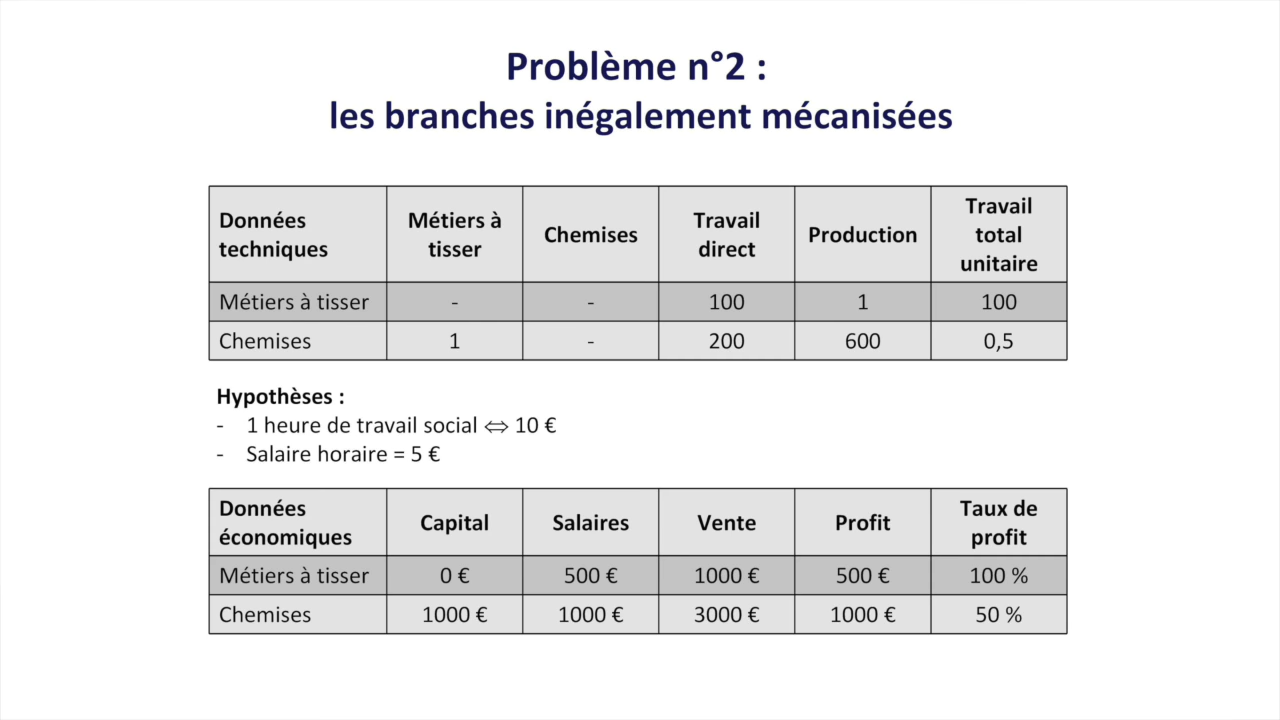 Problème n°2 :
les branches inégalement mécanisées
Données techniques | Métiers à tisser | Chemises | Travail direct | Production | Travail total unitaire
Métiers à tisser | - | - | 100 | 1 | 100
Chemises | 1 | - | 200 | 600 | 0,5
Hypothèses :
- 1 heure de travail social ⇔ 10 €
- Salaire horaire = 5 €
Données économiques | Capital | Salaires | Vente | Profit | Taux de profit
Métiers à tisser | 0 € | 500 € | 1000 € | 500 € | 100 %
Chemises | 1000 € | 1000 € | 3000 € | 1000 € | 50 %